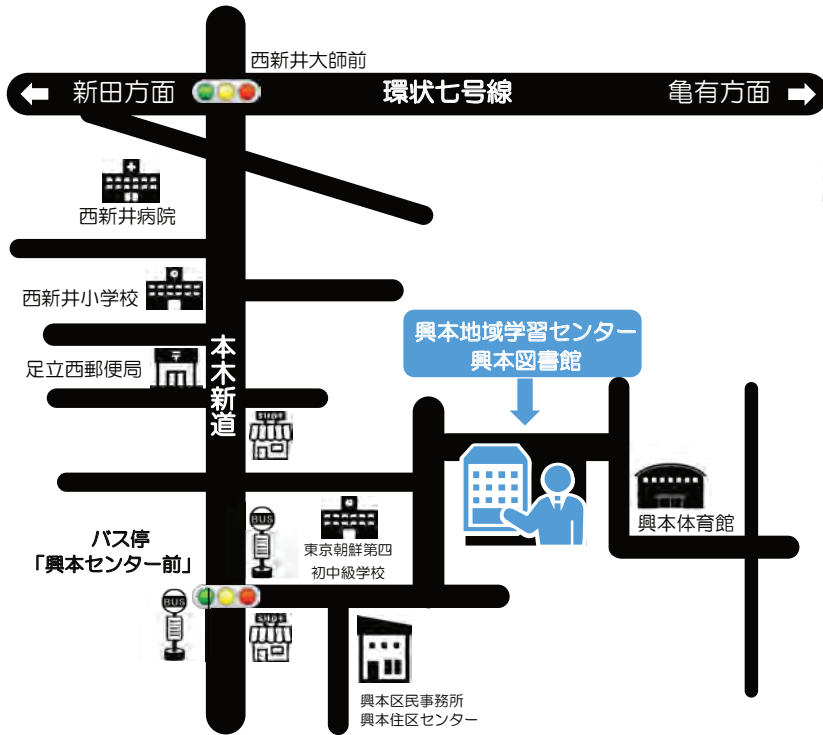 西新井大師前
新田方面
環状七号線
亀有方面
西新井病院
西新井小学校
足立西郵便局
本木新道
SHOP
興本地域学習センター
興本図書館
興本体育館
バス停
「興本センター前」
BUS
東京朝鮮第四
初中級学校
BUS
SHOP
興本区民事務所
興本住区センター